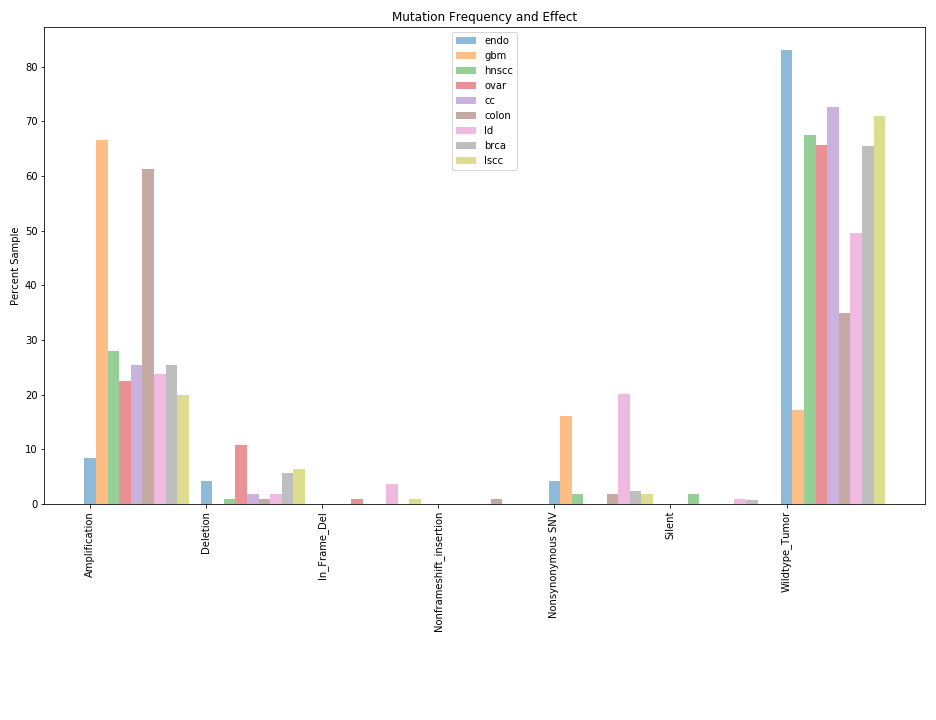 Mutation Frequency and Effect
endo
gbm
hnscc
ovar
cc
colon
ld
brca
lscc
Percent Sample
80
70
60
50
40
30
20
10
0
Amplification
Deletion
In_Frame_Del
Nonframeshift_insertion
Nonsynonymous SNV
Silent
Wildtype_Tumor